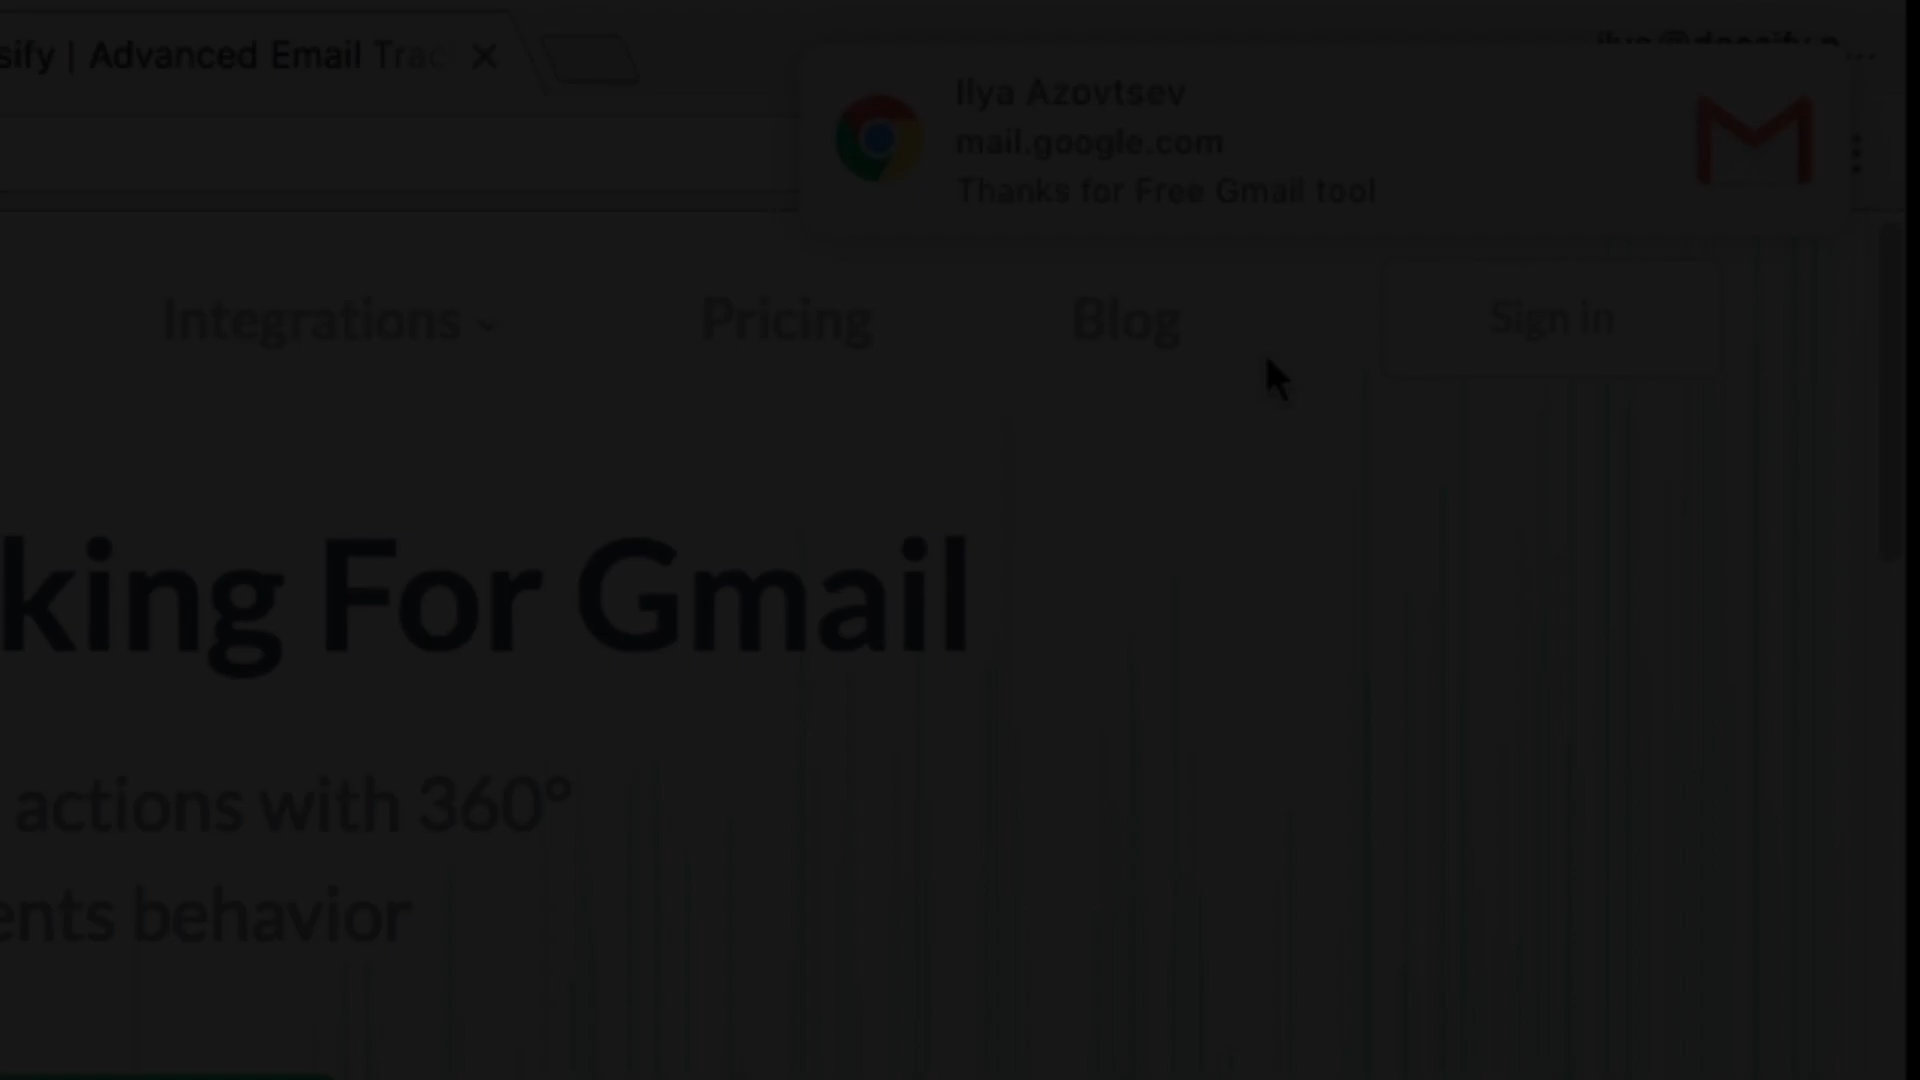 sify | Advanced Email Trac
Ilya Azovtsev
mail.google.com
Thanks for Free Gmail tool
Integrations
Pricing
Blog
Sign in
king For Gmail
actions with 360°
ents behavior